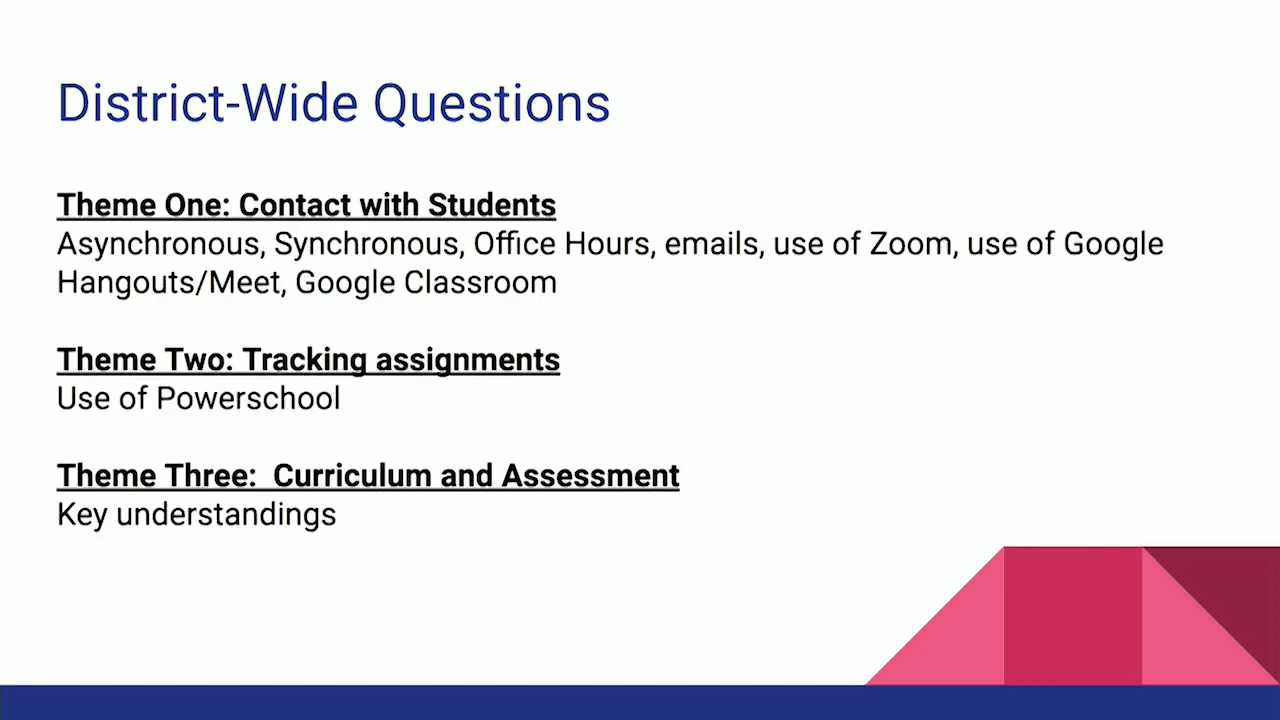 District-Wide Questions
Theme One: Contact with Students
Asynchronous, Synchronous, Office Hours, emails, use of Zoom, use of Google
Hangouts/Meet, Google Classroom
Theme Two: Tracking assignments
Use of Powerschool
Theme Three:  Curriculum and Assessment
Key understandings